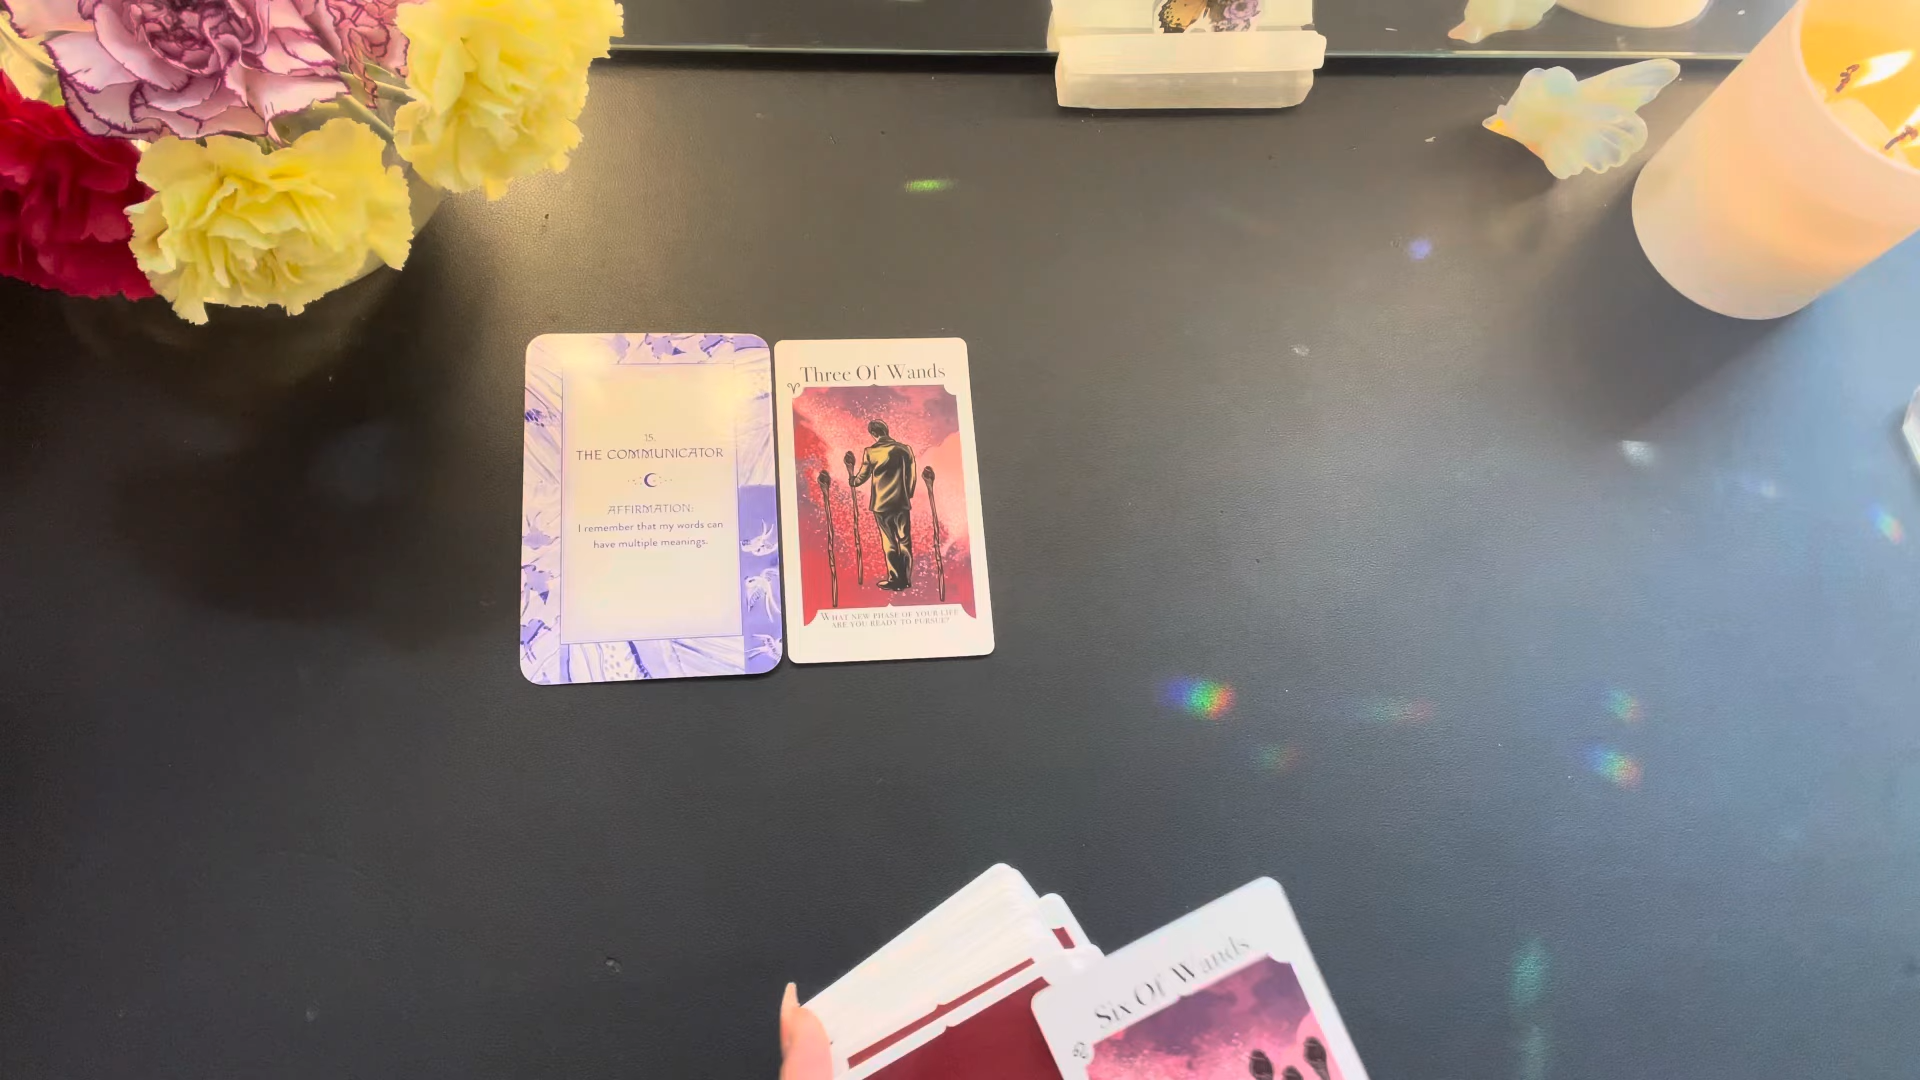 15.
THE COMMUNICATOR
AFFIRMATION:
I remember that my words can
have multiple meanings.
Three Of Wands
WHAT NEW PHASE OF YOUR LIFE
ARE YOU READY TO PURSUE?
Six Of Wands